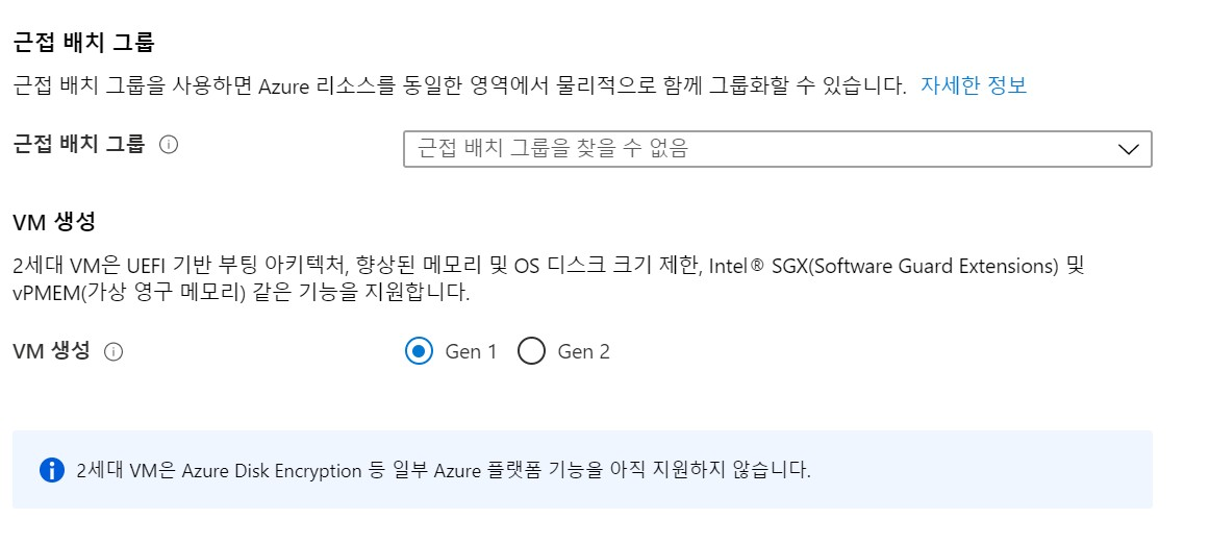 근접 배치 그룹
근접 배치 그룹을 사용하면 Azure 리소스를 동일한 영역에서 물리적으로 함께 그룹화할 수 있습니다. 자세한 정보
근접 배치 그룹
근접 배치 그룹을 찾을 수 없음
VM 생성
2세대 VM은 UEFI 기반 부팅 아키텍처, 향상된 메모리 및 OS 디스크 크기 제한, Intel® SGX(Software Guard Extensions) 및
vPMEM(가상 영구 메모리) 같은 기능을 지원합니다.
VM 생성
Gen 1 Gen 2
2세대 VM은 Azure Disk Encryption 등 일부 Azure 플랫폼 기능을 아직 지원하지 않습니다.